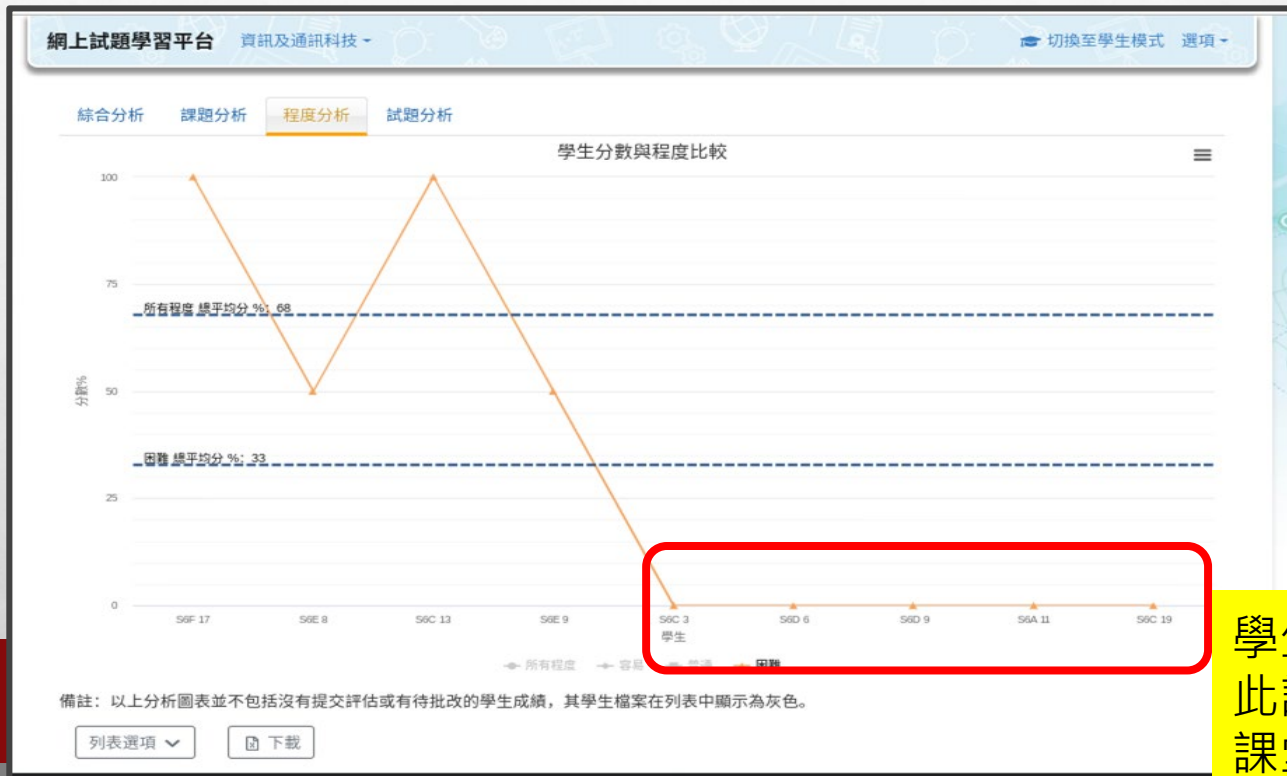 網上試題學習平台 資訊及通訊科技 切換至學生模式 選項
綜合分析 課題分析 程度分析 試題分析
學生分數與程度比較
100
75
所有程度 總平均分 %：68
分數%
50
困難 總平均分 %：33
25
0
S6F 17 S6E 8 S6C 13 S6E 9 S6C 3 S6D 6 S6D 9 S6A 11 S6C 19
學生
所有程度 容易 普通 困難
備註：以上分析圖表並不包括沒有提交評估或有待批改的學生成績，其學生檔案在列表中顯示為灰色。
列表選項 下載
學
此
課